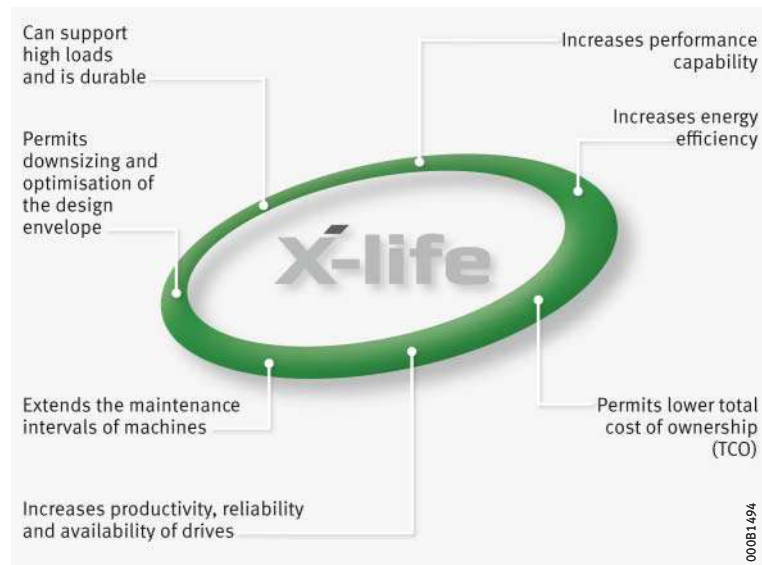 Can support
high loads
and is durable
Increases performance
capability
Increases energy
efficiency
Permits
downsizing and
optimisation of
the design
envelope
X-life
Extends the maintenance
intervals of machines
Permits lower total
cost of ownership
(TCO)
Increases productivity, reliability
and availability of drives
000B1494